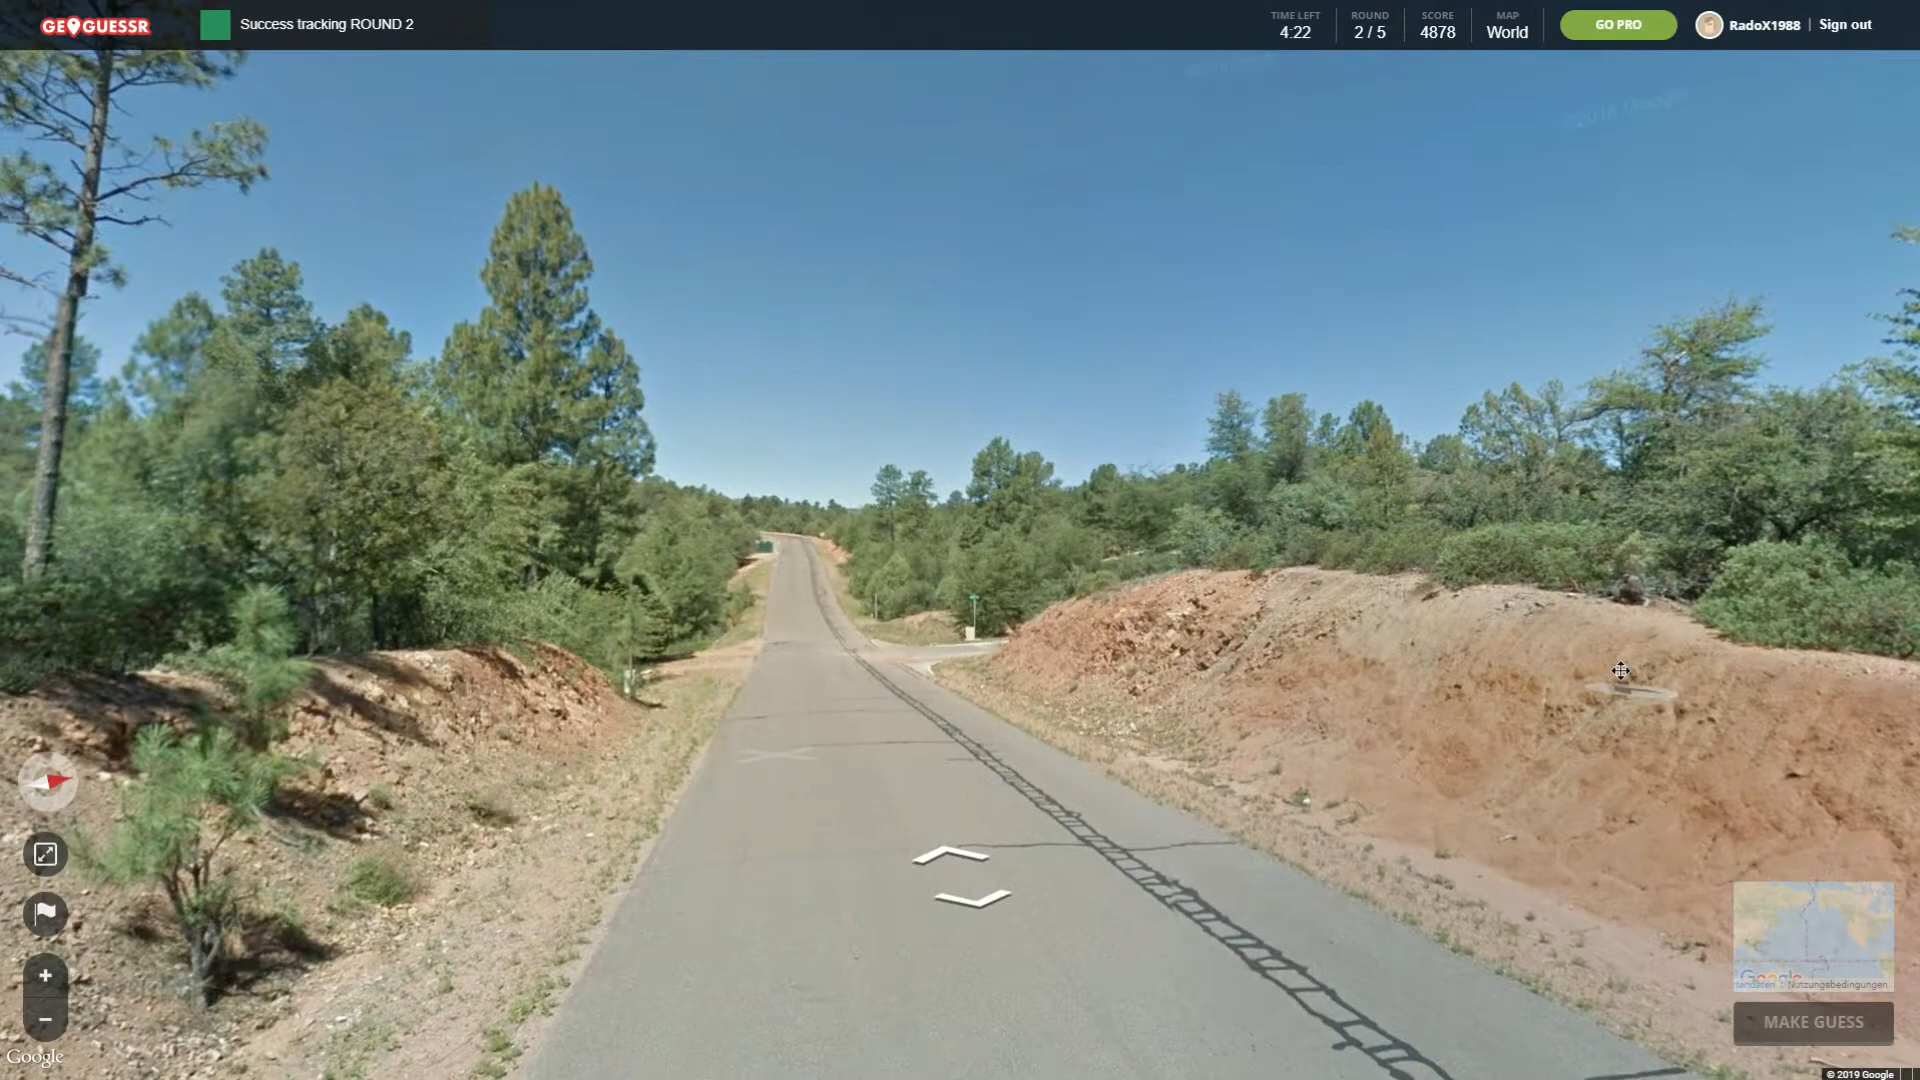 GEOGUESSR
Success tracking ROUND 2
TIME LEFT
4:22
ROUND
2 / 5
SCORE
4878
MAP
World
GO PRO
RadoX1988 | Sign out
Google
Google
Nutzungsbedingungen
MAKE GUESS
© 2019 Google